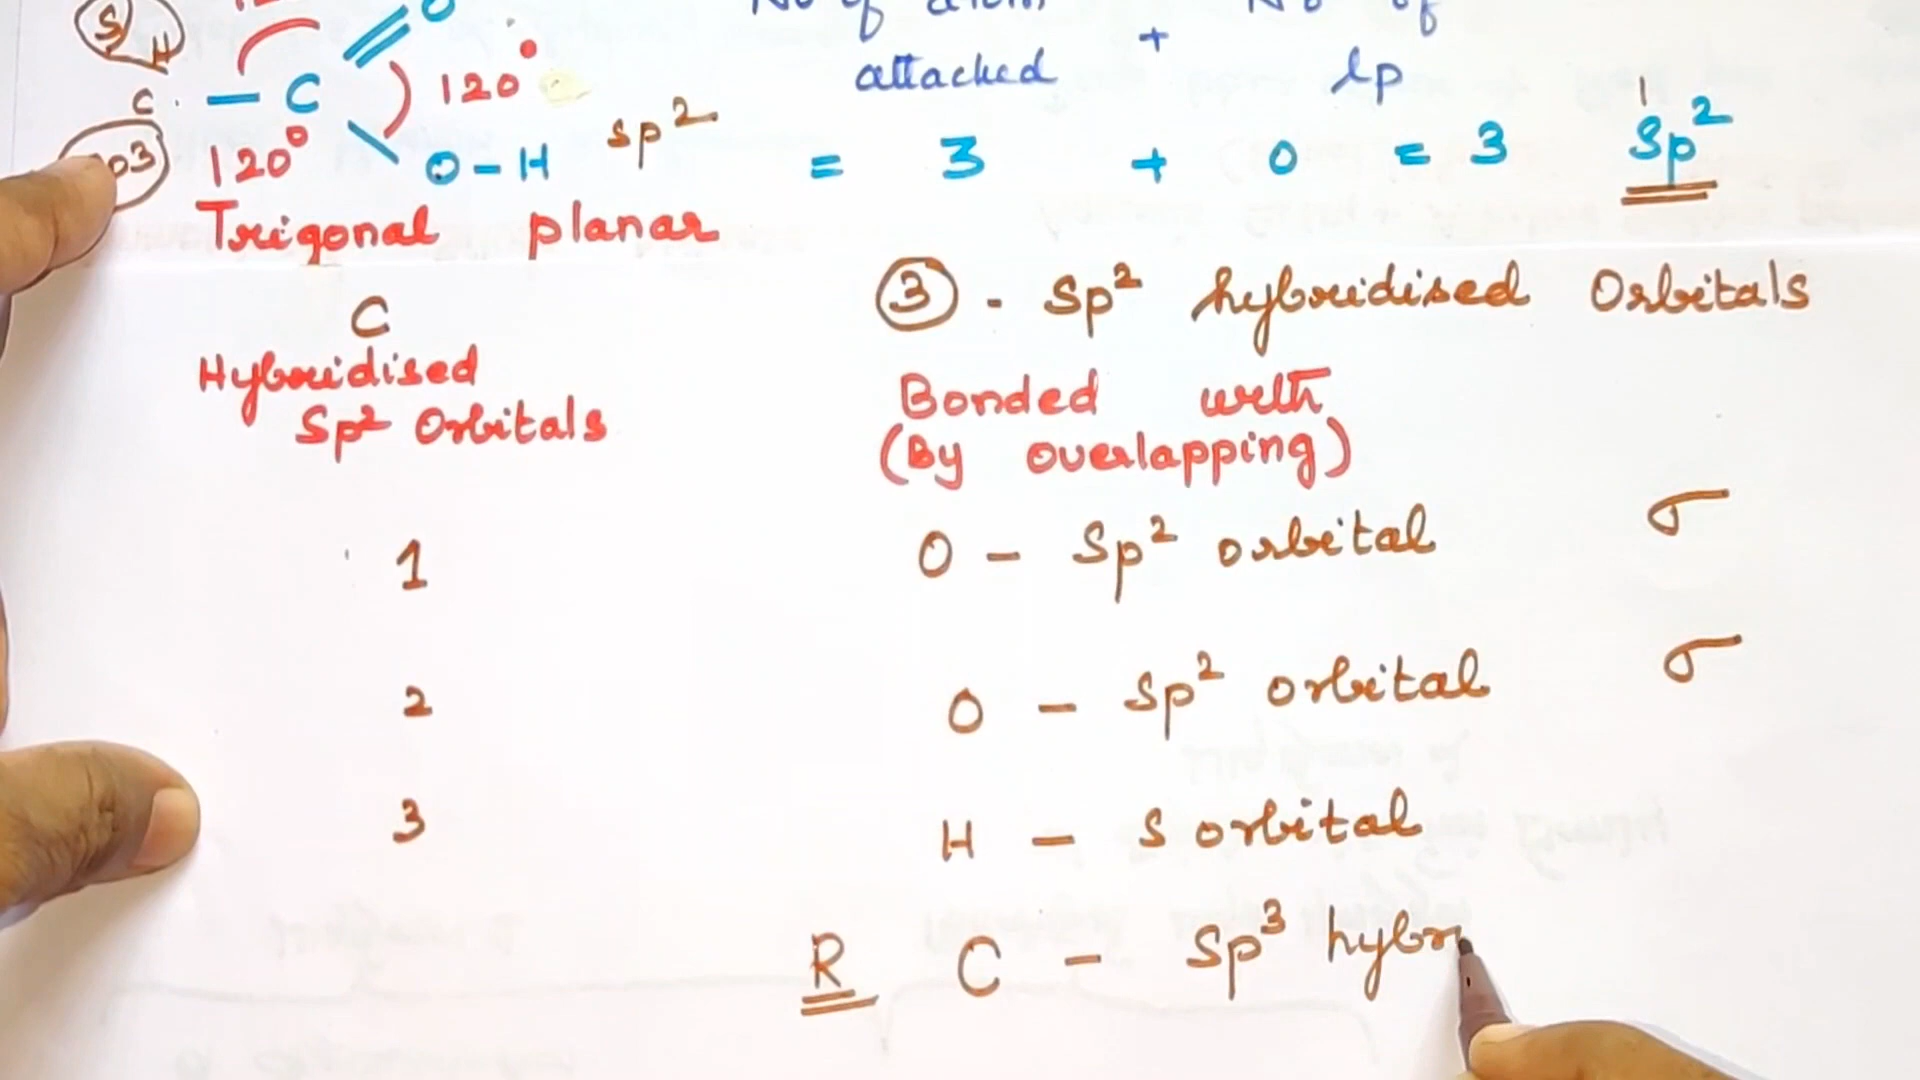 S
H
O
attached + lp
C - C 120°
120° O-H sp²
= 3 + 0 = 3 Sp²
Trigonal planar
③ - Sp² hybridised Orbitals
C
Hybridised
Sp² Orbitals
Bonded with
(By overlapping)
1 O - Sp² orbital σ
2 O - Sp² orbital σ
3 H - S orbital
R C - Sp³ hybr